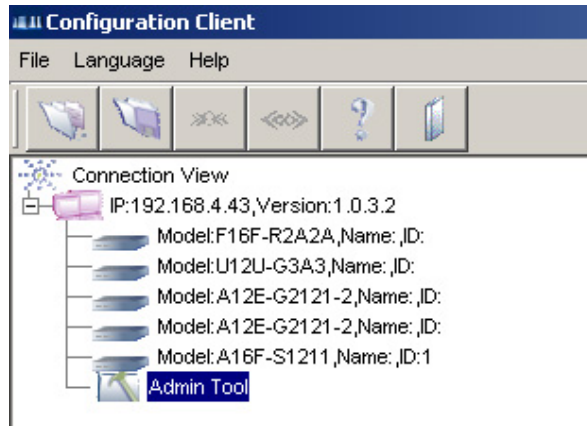 Configuration Client
File Language Help
Connection View
IP:192.168.4.43,Version:1.0.3.2
Model:F16F-R2A2A,Name: ,ID:
Model:U12U-G3A3,Name: ,ID:
Model:A12E-G2121-2,Name: ,ID:
Model:A12E-G2121-2,Name: ,ID:
Model:A16F-S1211,Name: ,ID:1
Admin Tool